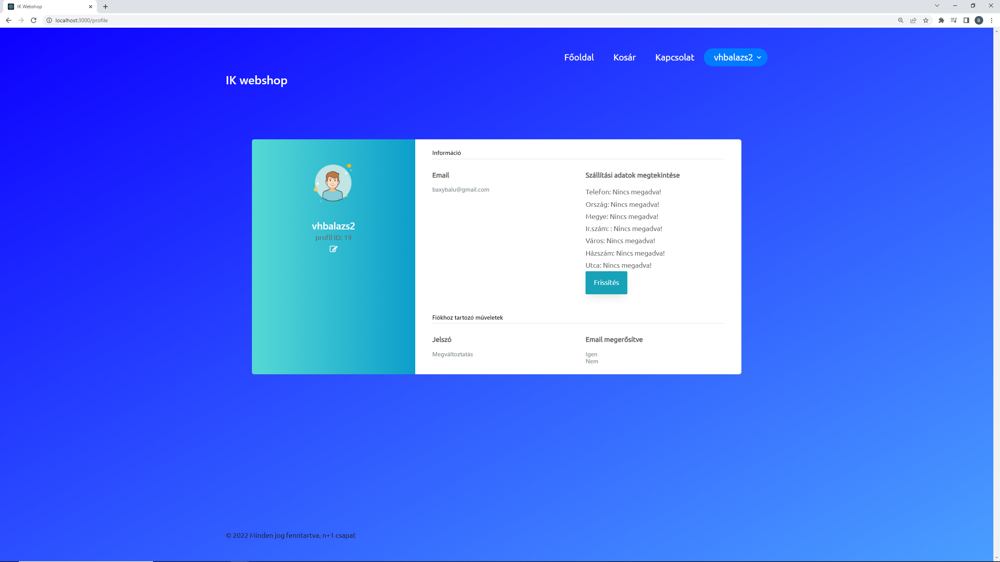 IK Webshop
localhost:3000/profile
B
Főoldal
Kosár
Kapcsolat
vhbalazs2
IK webshop
vhbalazs2
profil ID: 19
Információ
Email
baxybalu@gmail.com
Szállítási adatok megtekintése
Telefon: Nincs megadva!
Ország: Nincs megadva!
Megye: Nincs megadva!
Ir.szám: : Nincs megadva!
Város: Nincs megadva!
Házszám: Nincs megadva!
Utca: Nincs megadva!
Frissítés
Fiókhoz tartozó műveletek
Jelszó
Megváltoztatás
Email megerősítve
Igen
Nem
© 2022 Minden jog fenntartva. n+1 csapat